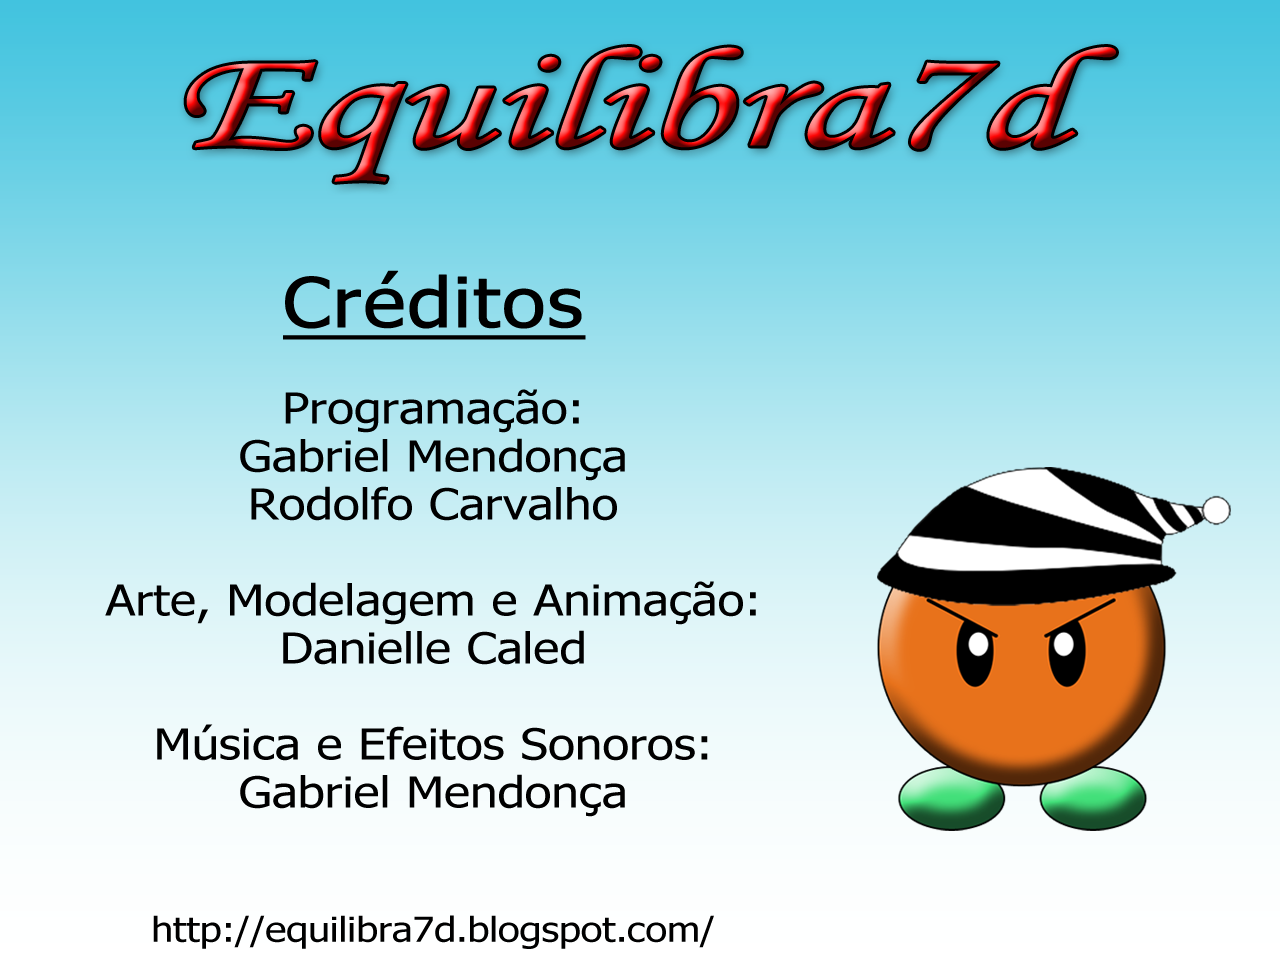 Equilibra7d
Créditos
Programação:
Gabriel Mendonça
Rodolfo Carvalho
Arte, Modelagem e Animação:
Danielle Caled
Música e Efeitos Sonoros:
Gabriel Mendonça
http://equilibra7d.blogspot.com/